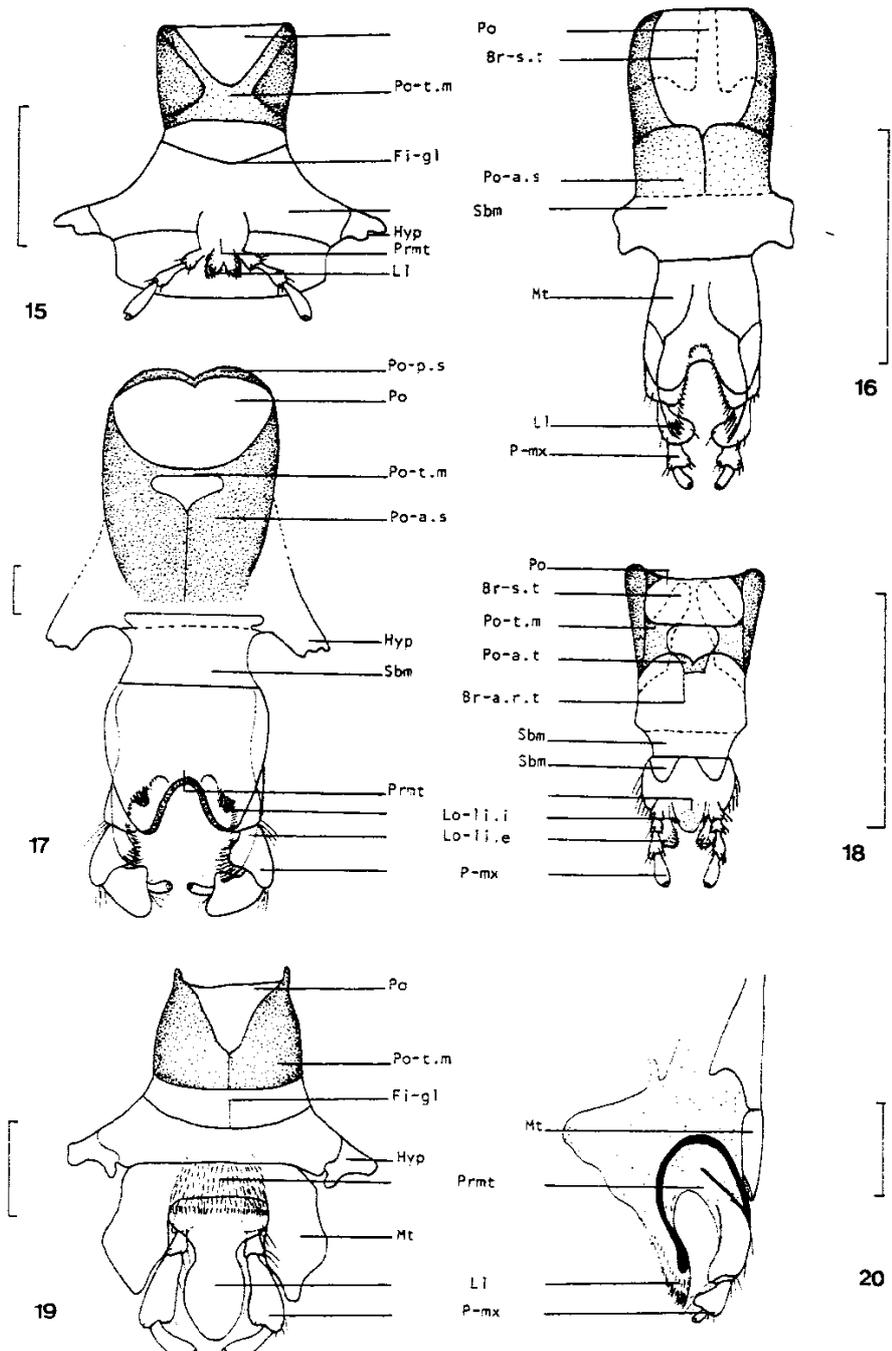 Po-t.m
Fi-gl
Hyp
Prmt
Ll
15
Po
Br-s.t
Po-a.s
Sbm
Mt
Ll
P-mx
16
Po-p.s
Po
Po-t.m
Po-a.s
Hyp
Sbm
Prmt
17
Po
Br-s.t
Po-t.m
Po-a.t
Br-a.r.t
Sbm
Sbm
Lo-li.i
Lo-li.e
P-mx
18
Po
Po-t.m
Fi-gl
Hyp
Mt
19
Mt
Prmt
Ll
P-mx
20